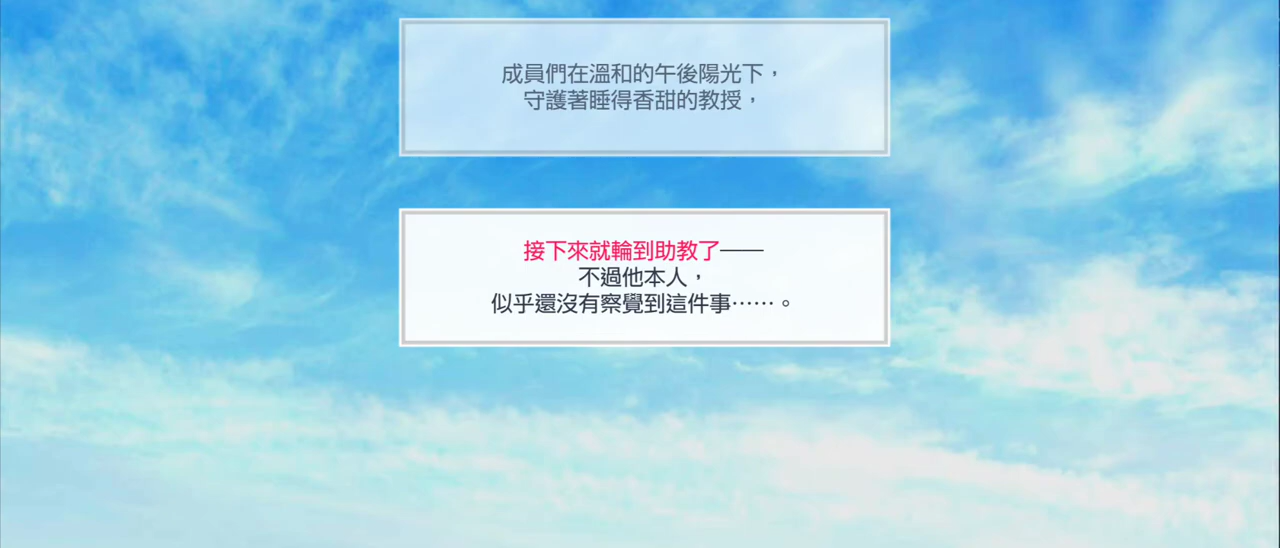 成員們在溫和的午後陽光下，
守護著睡得香甜的教授，
接下來就輪到助教了——
不過他本人，
似乎還沒有察覺到這件事⋯⋯。